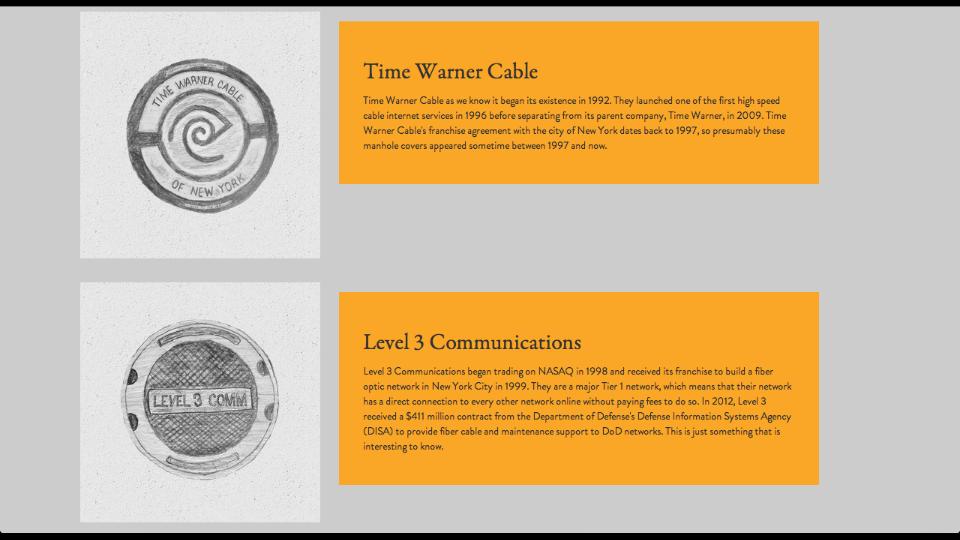 TIME WARNER CABLE
OF NEW YORK
Time Warner Cable
Time Warner Cable as we know it began its existence in 1992. They launched one of the first high speed
cable internet services in 1996 before separating from its parent company, Time Warner, in 2009. Time
Warner Cable's franchise agreement with the city of New York dates back to 1997, so presumably these
manhole covers appeared sometime between 1997 and now.
LEVEL 3 COMM
Level 3 Communications
Level 3 Communications began trading on NASAQ in 1998 and received its franchise to build a fiber
optic network in New York City in 1999. They are a major Tier 1 network, which means that their network
has a direct connection to every other network online without paying fees to do so. In 2012, Level 3
received a $411 million contract from the Department of Defense's Defense Information Systems Agency
(DISA) to provide fiber cable and maintenance support to DoD networks. This is just something that is
interesting to know.